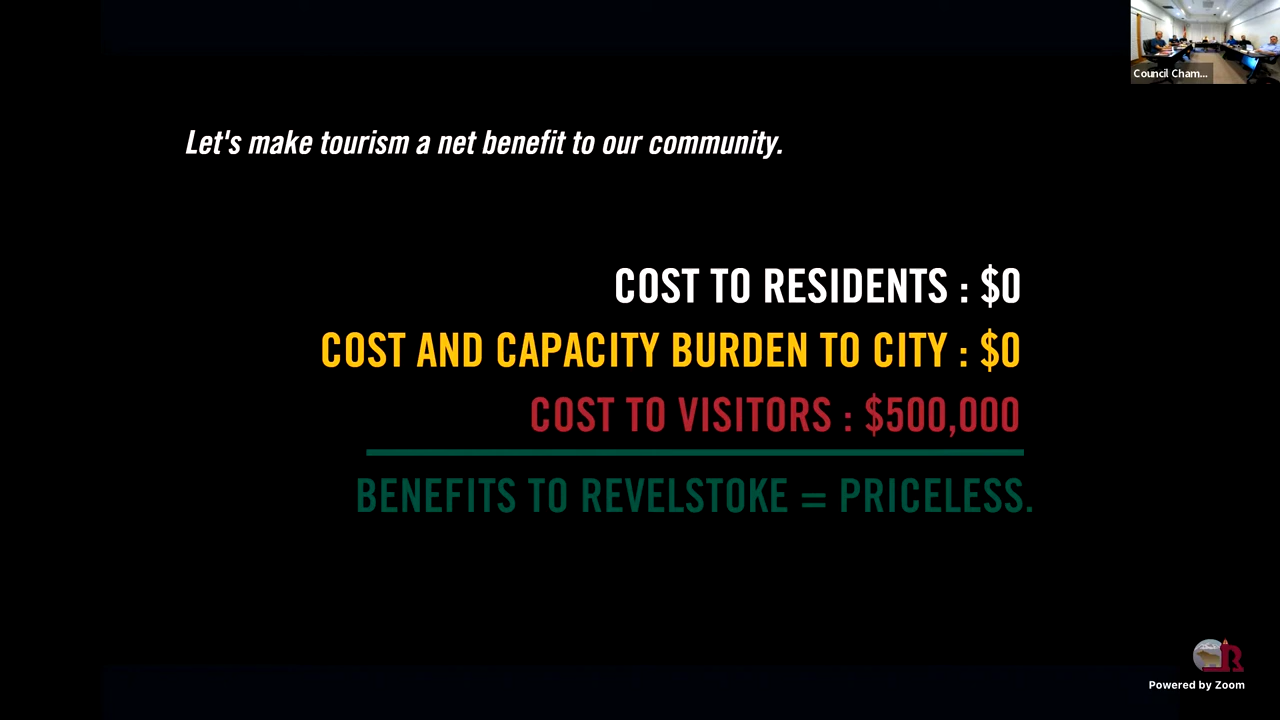 Council Cham...
Let's make tourism a net benefit to our community.
COST TO RESIDENTS : $0
COST AND CAPACITY BURDEN TO CITY : $0
COST TO VISITORS : $500,000
BENEFITS TO REVELSTOKE = PRICELESS.
R
Powered by Zoom